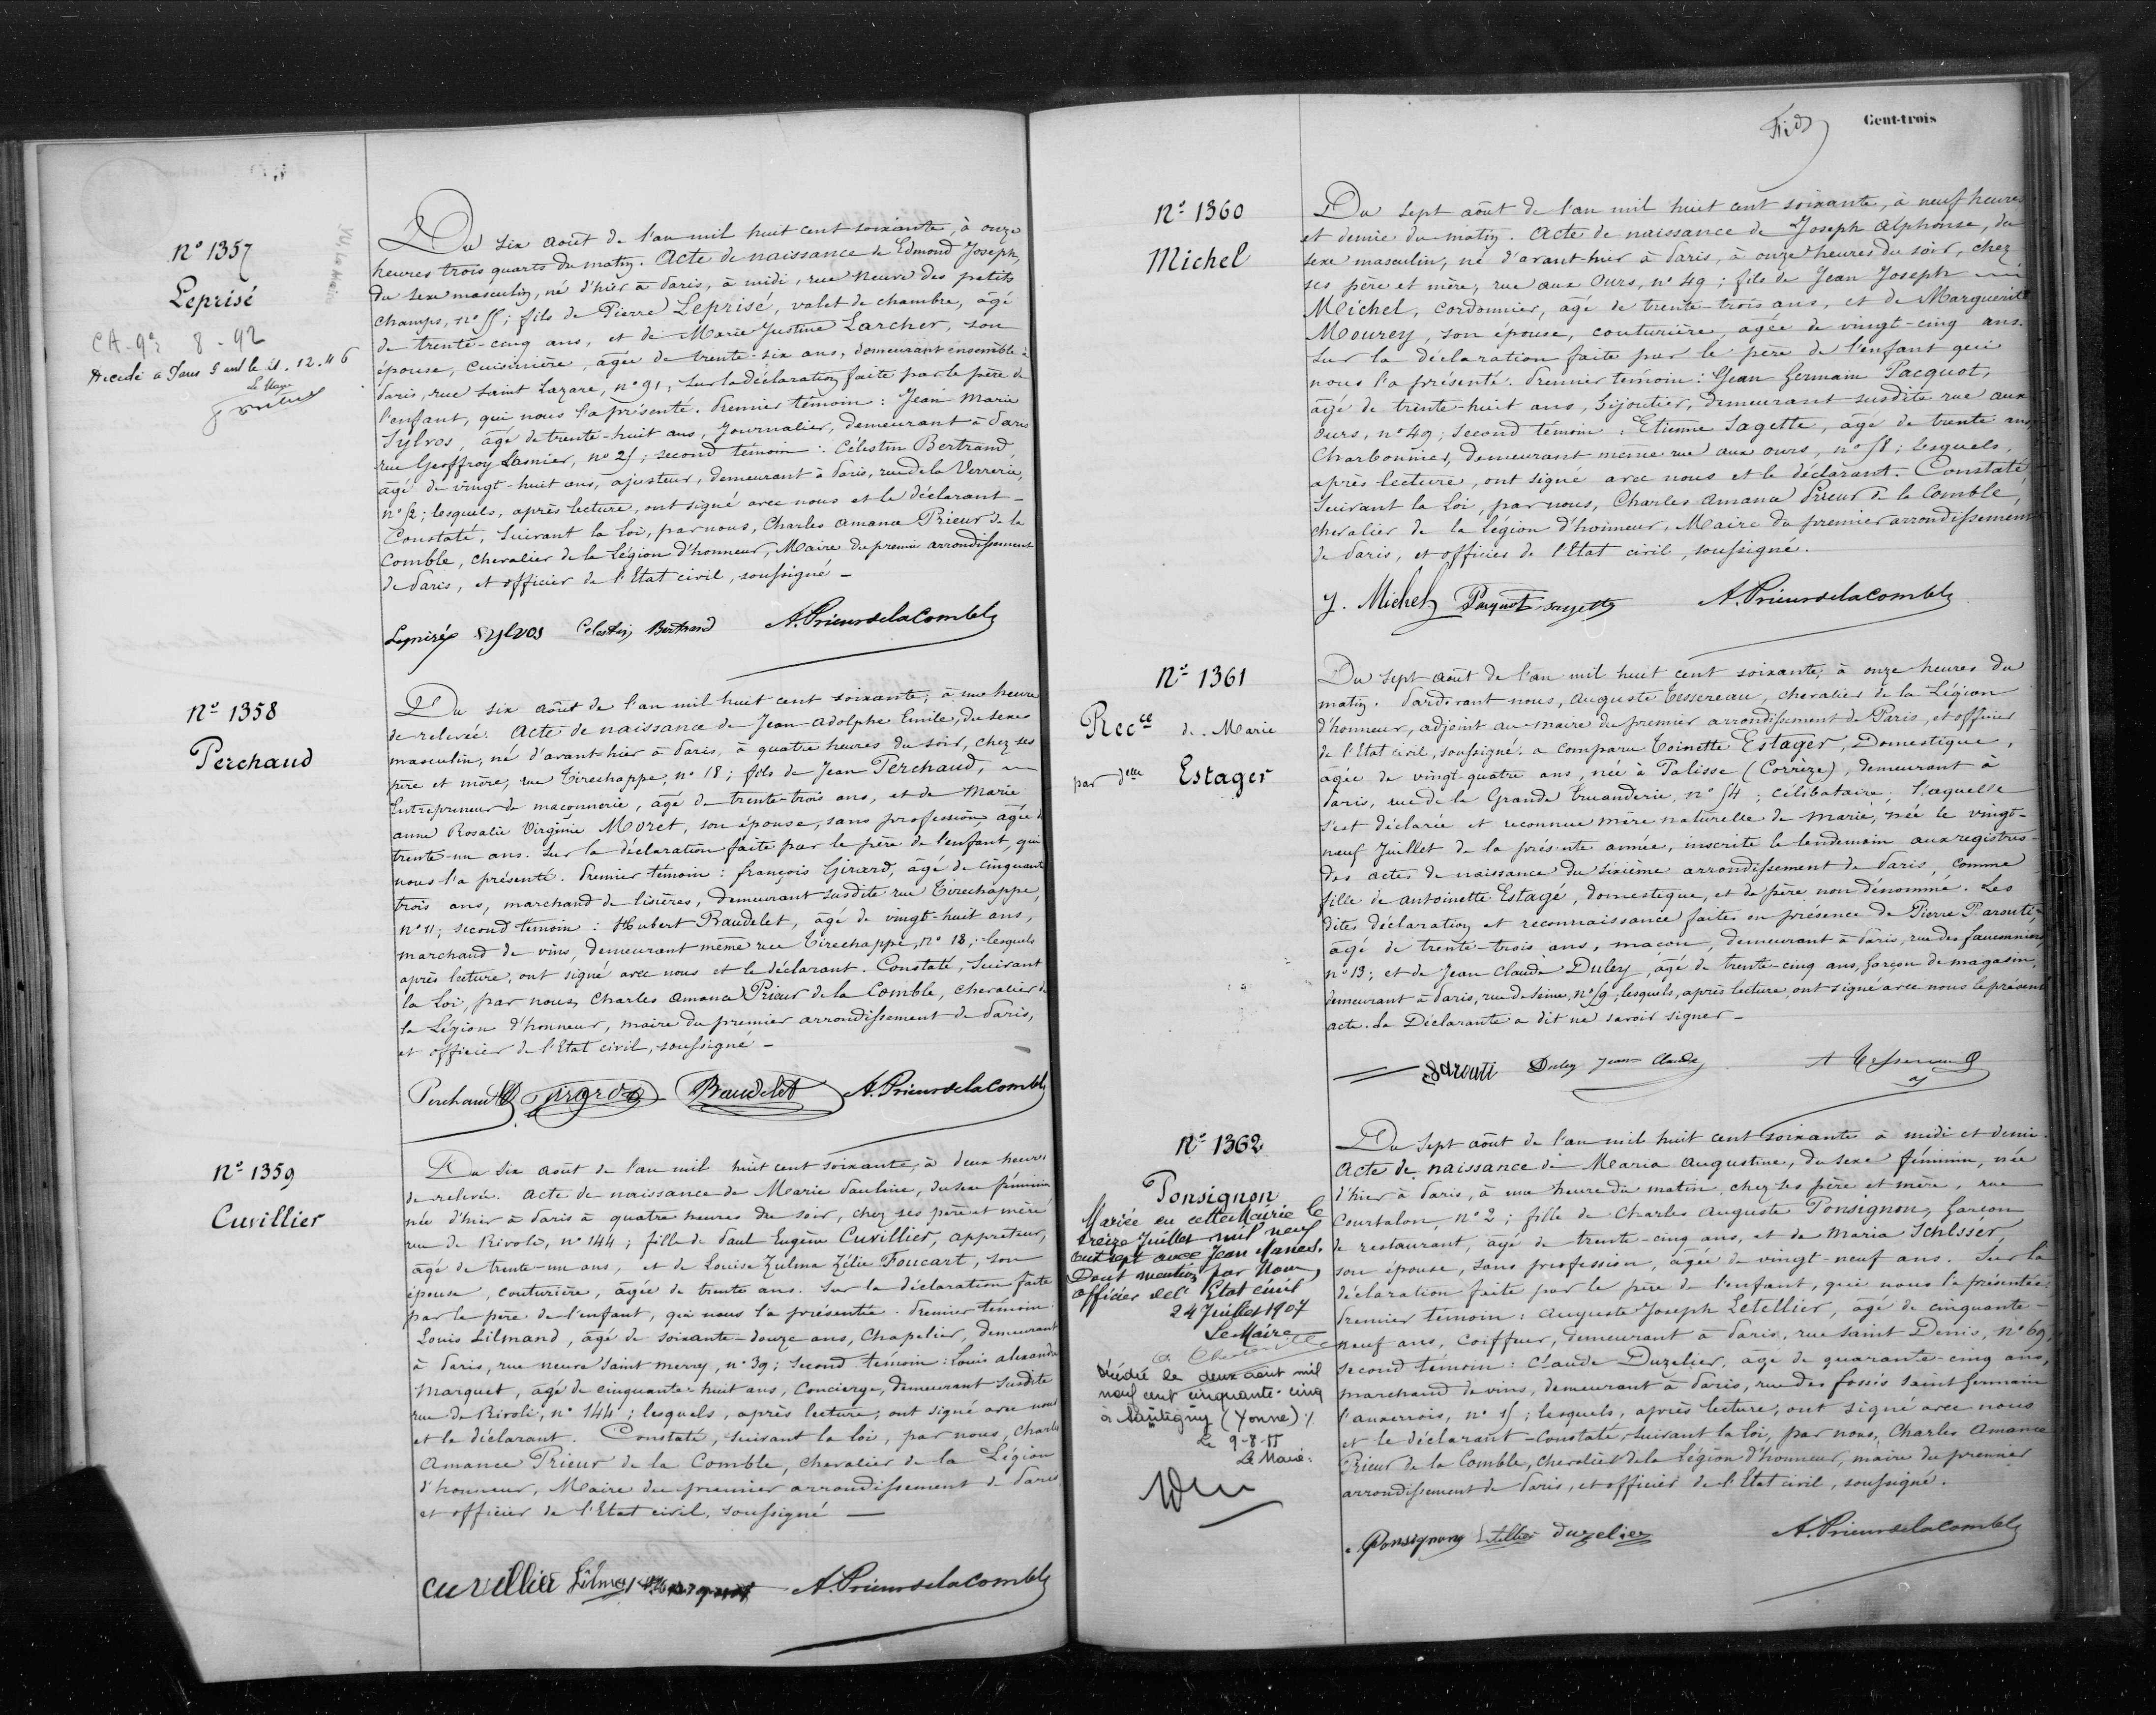 N° 1357
Leprisé
CA-93 8-92
Décédé à Paris 5 arr le 21.12.46
Le Maire
Du six août de l'an mil huit cent soixante, à onze
heures trois quarts du matin. Acte de naissance de Edmond Joseph,
du sexe masculin, né d'hier à Paris, à midi, rue Neuve des petits
champs, n° 55; fils de Pierre Leprisé, valet de chambre, âgé
de trente-cinq ans, et de Marie Justine Larcher, son
épouse, cuisinière, âgée de trente-six ans, demeurant ensemble à
Paris, rue Saint Lazare, n° 91; Sur la déclaration faite par le père de
l'enfant, qui nous l'a présenté. Premier témoin: Jean Marie
Sylvos, âgé de trente-huit ans, Journalier, demeurant à Paris
rue Geoffroy Lasnier, n° 25; second témoin: Célestin Bertrand,
âgé de vingt-huit ans, ajusteur, demeurant à Paris, rue de la Verrerie,
n° 52; lesquels, après lecture, ont signé avec nous et le déclarant -
Constaté, Suivant la Loi, par nous, Charles Amance Prieur de la
Comble, chevalier de la Légion d'honneur, Maire du premier arrondissement
de Paris, et officier de l'Etat civil, soussigné -
Leprisé Sylvos Celestin Bertrand A. Prieur de la Comble
N° 1358
Perchaud
Du six août de l'an mil huit cent soixante, à une heure
de relevée. Acte de naissance de Jean Adolphe Emile, du sexe
masculin, né d'avant-hier à Paris, à quatre heures du soir, chez ses
père et mère, rue Tirechappe, n° 18; fils de Jean Perchaud,
Entrepreneur de maçonnerie, âgé de trente-trois ans, et de Marie
anne Rosalie Virginie Moret, son épouse, sans profession, âgée de
trente-un ans. Sur la déclaration faite par le père de l'enfant, qui
nous l'a présenté. Premier témoin: françois Girard, âgé de cinquante
trois ans, marchand de lisières, demeurant susdite rue Tirechappe,
n° 11; second témoin: Hubert Baudelet, âgé de vingt-huit ans,
marchand de vins, demeurant même rue Tirechappe, n° 18; lesquels
après lecture, ont signé avec nous et le déclarant. Constaté, Suivant
la Loi, par nous, Charles Amance Prieur de la Comble, chevalier de
la Légion d'honneur, maire du premier arrondissement de Paris,
et officier de l'Etat civil, soussigné -
Perchaud Girard Baudelet A. Prieur de la Comble
N° 1359
Cuvillier
Du six août de l'an mil huit cent soixante, à deux heures
de relevée. Acte de naissance de Marie Pauline, du sexe féminin
née d'hier à Paris à quatre heures du soir, chez ses père et mère
rue de Rivoli, n° 144; fille de Paul Eugène Cuvillier, appréteur,
âgé de trente-un ans, et de Louise Zulma Zélie Foucart, son
épouse, couturière, âgée de trente ans. Sur la déclaration faite
par le père de l'enfant, qui nous l'a présentée. Premier témoin
Louis Lilmand, âgé de soixante-douze ans, Chapelier, demeurant
à Paris, rue neuve Saint merry, n° 39; second témoin: Louis alexandre
Marquet, âgé de cinquante-huit ans, Concierge, demeurant susdite
rue de Rivoli, n° 144; lesquels, après lecture, ont signé avec nous
et le déclarant. Constaté, suivant la loi, par nous, Charles
Amance Prieur de la Comble, chevalier de la Légion
d'honneur, Maire du premier arrondissement de Paris
et officier de l'Etat civil, soussigné -
Cuvillier Marquet A. Prieur de la Comble
Cent-trois
N° 1360
Michel
Du sept août de l'an mil huit cent soixante, à neuf heures
et demie du matin. Acte de naissance de Joseph Alphonse, du
sexe masculin, né d'avant-hier à Paris, à onze heures du soir, chez
ses père et mère, rue aux Ours, n° 49; fils de Jean Joseph
Michel, cordonnier, âgé de trente-trois ans, et de Marguerite
Mourey, son épouse, couturière, âgée de vingt-cinq ans.
Sur la déclaration faite par le père de l'enfant qui
nous l'a présenté. Premier témoin: Jean Germain Pacquot,
âgé de trente-huit ans, bijoutier, demeurant susdite rue aux
Ours, n° 49; second témoin: Etienne Sagette, âgé de trente ans,
Charbonnier, demeurant même rue aux ours, n° 51; lesquels,
après lecture, ont signé avec nous et le déclarant. Constaté
Suivant la Loi, par nous, Charles Amance Prieur de la Comble,
chevalier de la légion d'honneur, Maire du premier arrondissement
de Paris, et officier de l'Etat civil, soussigné.
J. Michel Pacquot Sagette A. Prieur de la Comble
N° 1361
Rec.ce de Marie
par d.elle Estager
Du sept août de l'an mil huit cent soixante, à onze heures du
matin. Pardevant nous, Auguste Tessereau, chevalier de la Légion
d'honneur, adjoint au maire du premier arrondissement de Paris, et officier
de l'Etat civil, soussigné, a comparu Toinette Estager, Domestique,
âgée de vingt-quatre ans, née à Palisse (Corrèze), demeurant à
Paris, rue de la Grande Truanderie, n° 54; célibataire; Laquelle
s'est déclarée et reconnue mère naturelle de Marie, née le vingt-
neuf Juillet de la présente année, inscrite le lendemain aux registres
des actes de naissance du sixième arrondissement de Paris, comme
fille de antoinette Estagé, domestique, et de père non dénommé. Les
dites déclaration et reconnaissance faites en présence de Pierre Parouti,
âgé de trente-trois ans, maçon, demeurant à Paris, rue des fauconniers
n° 13; et de Jean Claude Duley, âgé de trente-cinq ans, garçon de magasin,
demeurant à Paris, rue de Seine, n° 59; lesquels, après lecture, ont signé avec nous le présent
acte. La Déclarante a dit ne savoir signer -
Parouti Duley Jean Claude A Tessereau
N° 1362
Ponsignon
Mariée en cette Mairie le
treize Juillet mil neuf
cent sept avec Jean
Dont mention par Nous,
officier de l'Etat civil
24 Juillet 1907
Le Maire
Décédée le deux août mil
neuf cent cinquante-cinq
à Sautigny (Yonne) ./.
Le 9-8-55
Le Maire:
Du Sept août de l'an mil huit cent soixante à midi et demie.
Acte de naissance de Maria Augustine, du sexe féminin, née
d'hier à Paris, à une heure du matin, chez ses père et mère, rue
Courtalon, n° 2; fille de Charles Auguste Ponsignon, Garçon
de restaurant, âgé de trente-cinq ans, et de Maria Schlssér,
son épouse, sans profession, âgée de vingt-neuf ans. Sur la
déclaration faite par le père de l'enfant, qui nous l'a présentée.
Premier témoin: Auguste Joseph Letellier, âgé de cinquante-
neuf ans, Coiffeur, demeurant à Paris, rue Saint Denis, n° 69,
second témoin: Claude Duzelier, âgé de quarante-cinq ans,
marchand de vins, demeurant à Paris, rue des fossés Saint Germain
l'auxerrois, n° 15; lesquels, après lecture, ont signé avec nous
et le déclarant - Constaté, suivant la loi, par nous, Charles Amance
Prieur de la Comble, chevalier de la Légion d'honneur, maire du premier
arrondissement de Paris, et officier de l'Etat civil, soussigné.
Ponsignon Letellier Duzelier A. Prieur de la Comble